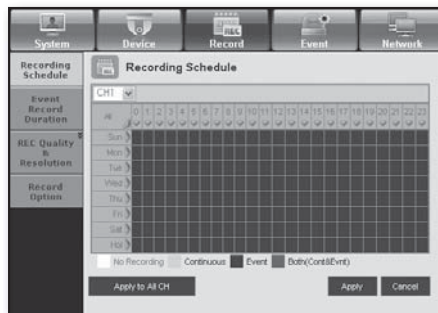 System Device Record Event Network
Recording
Schedule
Event
Record
Duration
REC Quality
&
Resolution
Record
Option
Recording Schedule
CH1
All 0 1 2 3 4 5 6 7 8 9 10 11 12 13 14 15 16 17 18 19 20 21 22 23
Sun
Mon
Tue
Wed
Thu
Fri
Sat
Hol
No Recording Continuous Event Both(Cont&Evnt)
Apply to All CH Apply Cancel